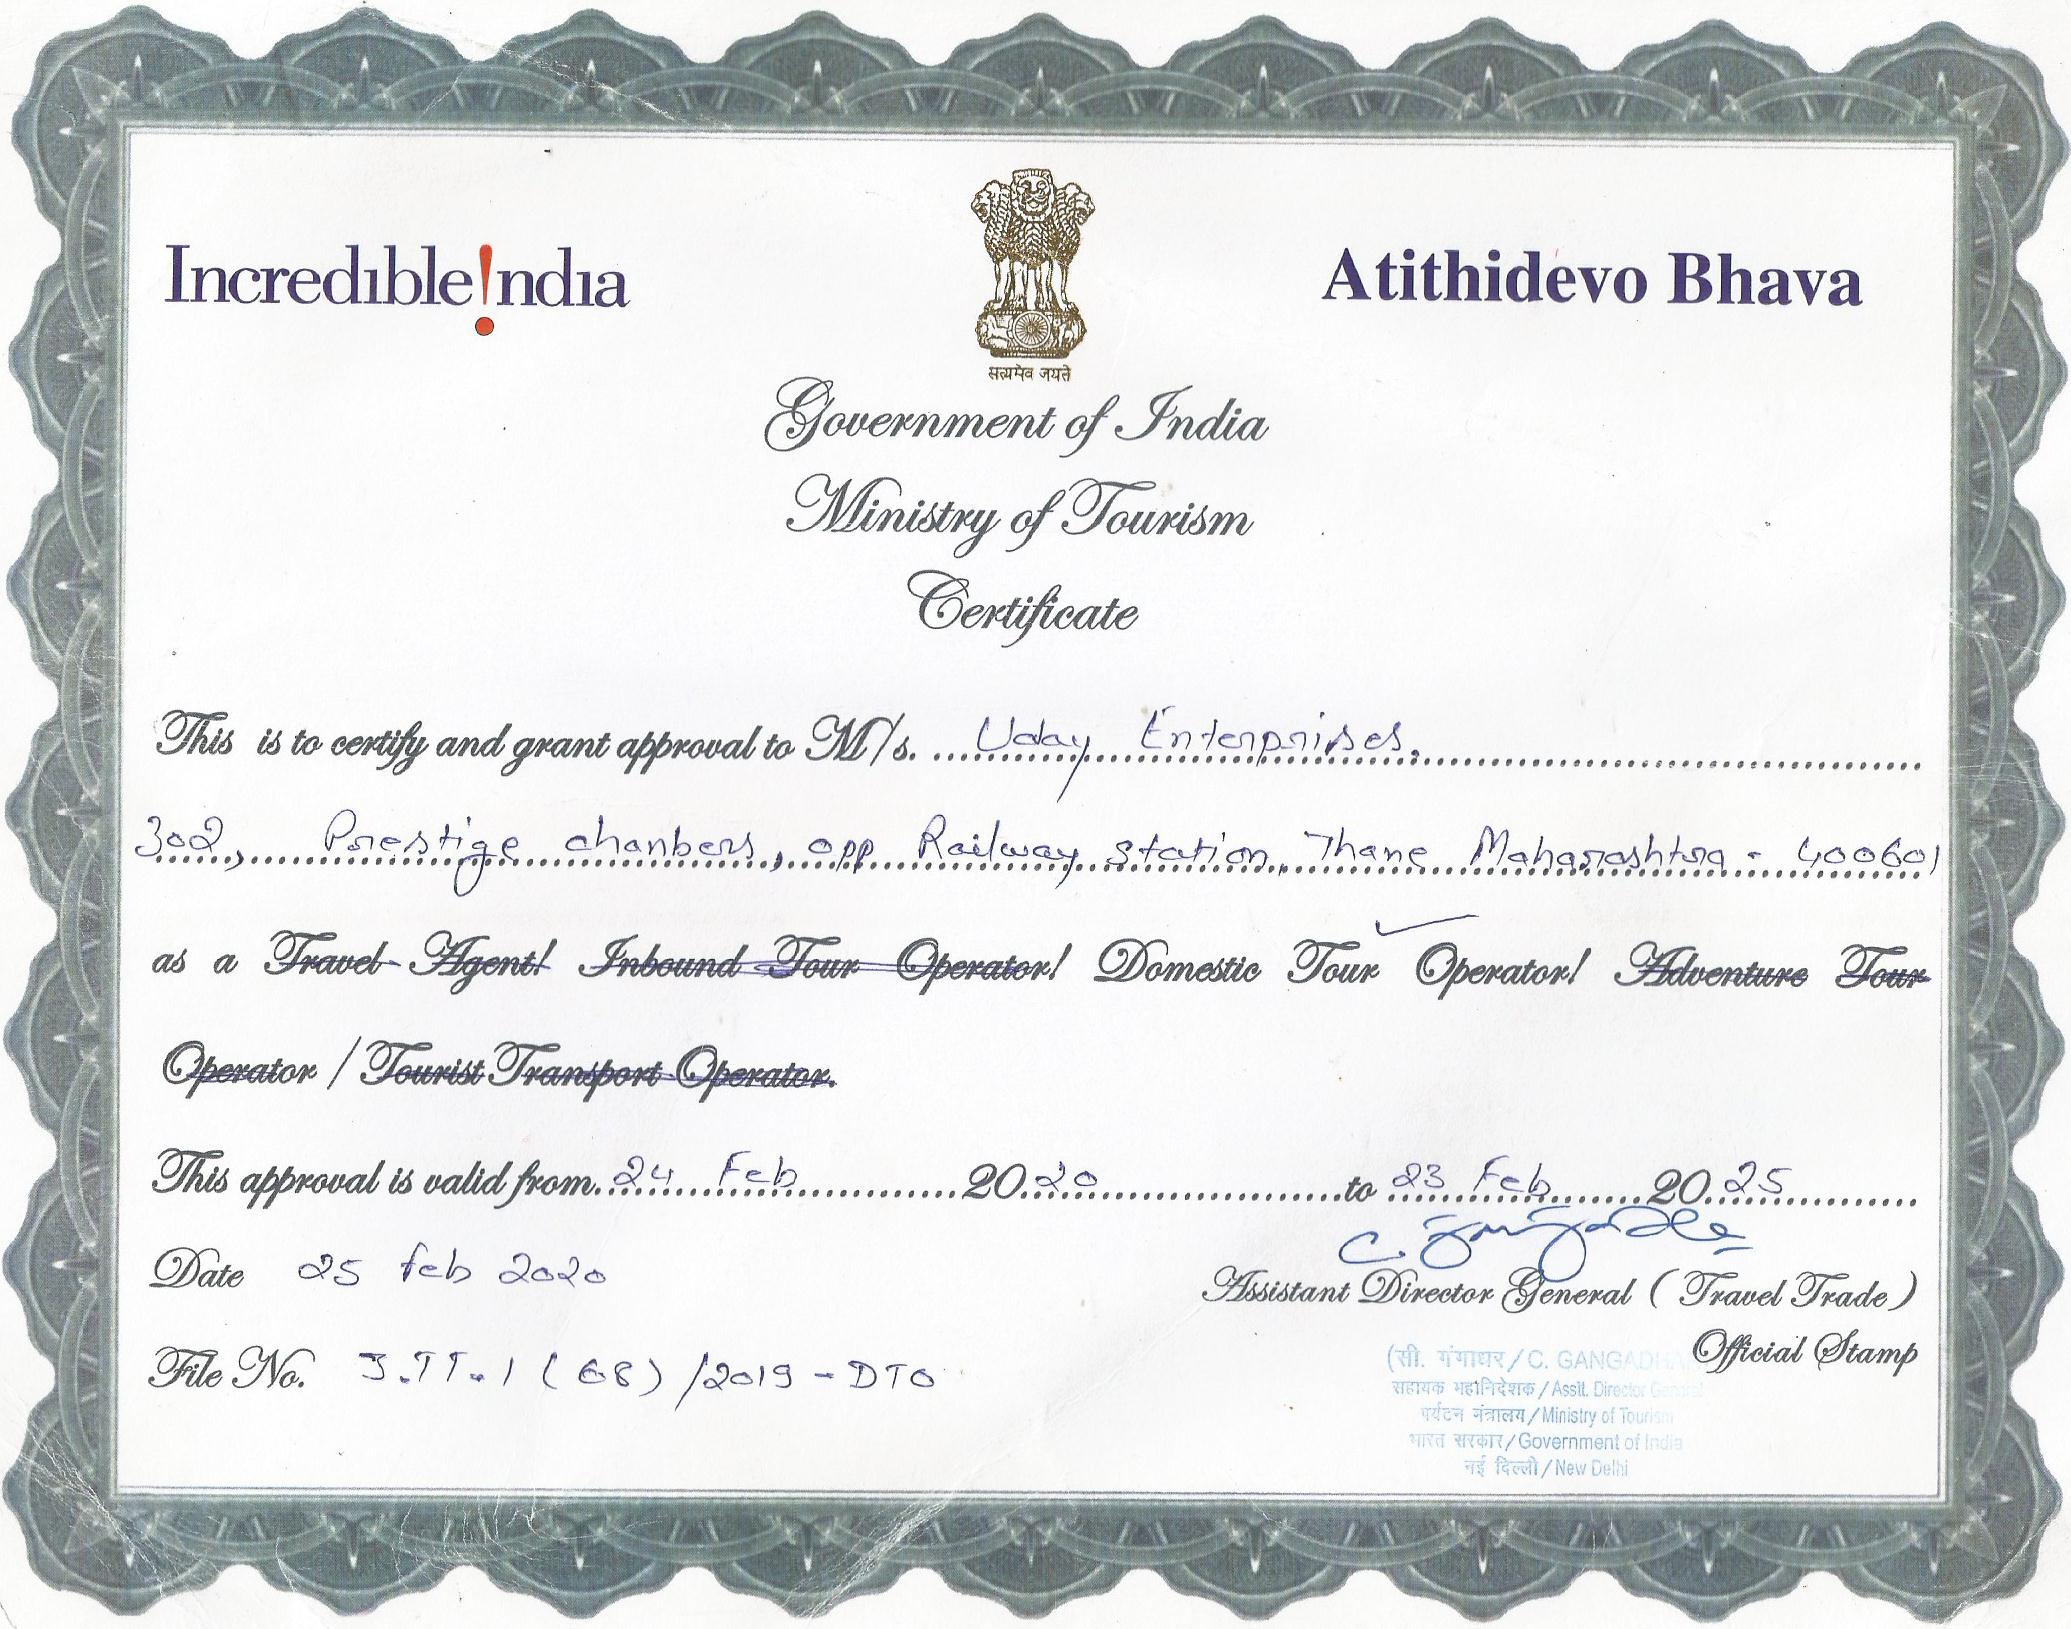 Incredible!ndia
Atithidevo Bhava
सत्यमेव जयते
Government of India
Ministry of Tourism
Certificate
This is to certify and grant approval to M/s. Uday Enterprises.
302, Prestige chanbers, opp Railway station, Thane Maharashtra - 400601
as a Travel Agent! Inbound Tour Operator! Domestic Tour Operator! Adventure Tour
Operator / Tourist Transport Operator.
This approval is valid from 24 Feb 2020 to 23 Feb 2025
Date 25 feb 2020
Assistant Director General ( Travel Trade )
Official Stamp
File No. J.TT.1 (68) /2019 - DTO
(सी. गंगाधर / C. GANGADHA
सहायक महानिदेशक / Assit. Director General
पर्यटन मंत्रालय / Ministry of Tourism
भारत सरकार / Government of India
नई दिल्ली / New Delhi